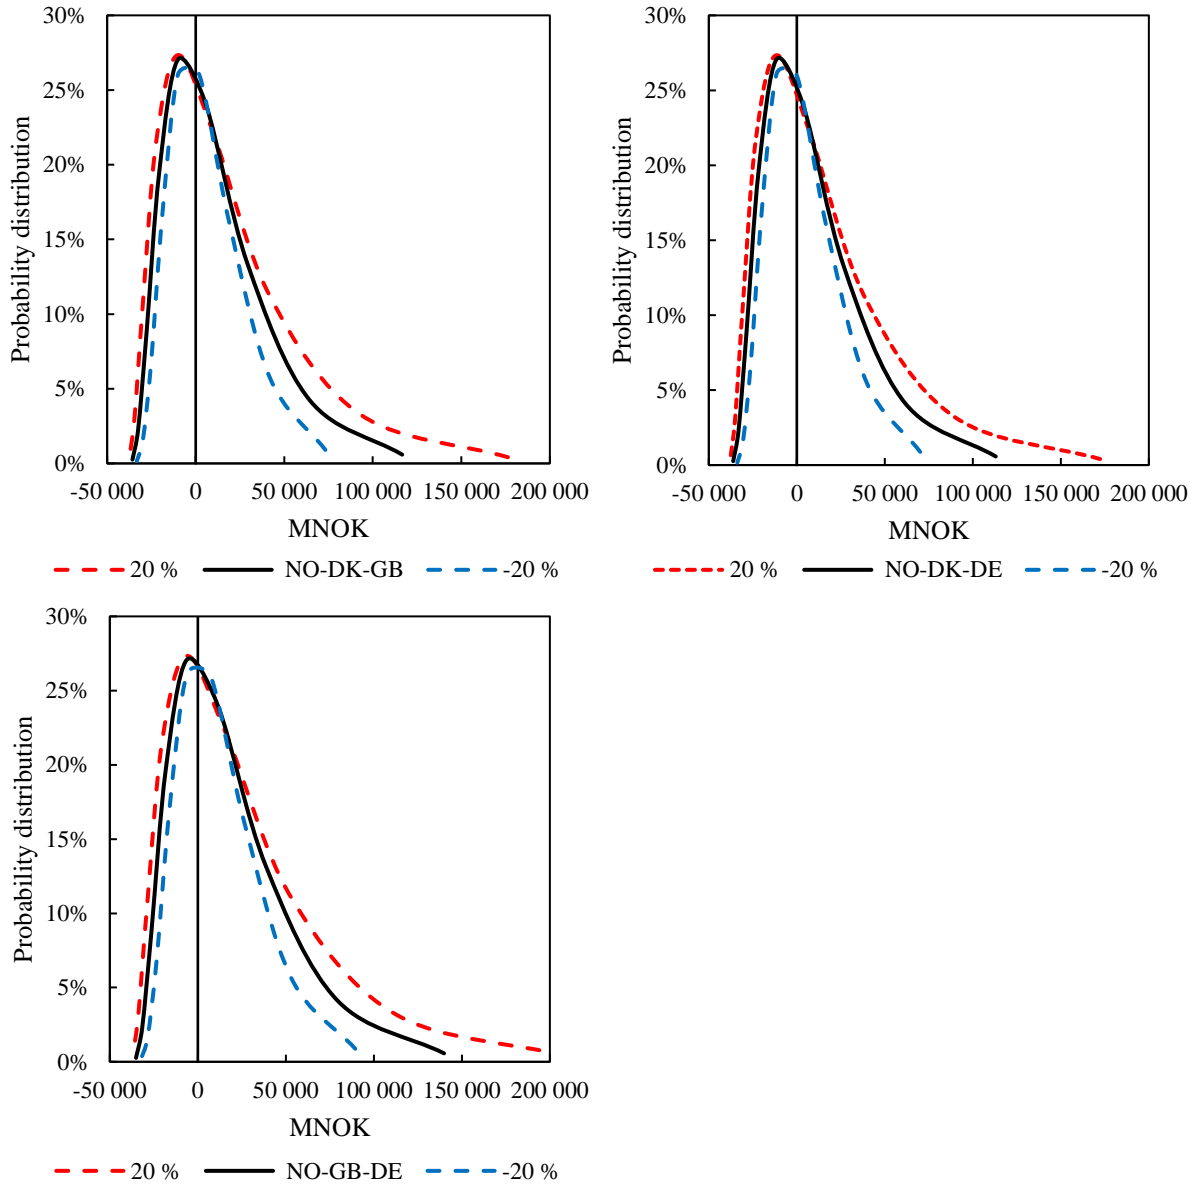 30%
25%
20%
15%
10%
5%
0%
Probability distribution
-50 000 0 50 000 100 000 150 000 200 000
MNOK
20 % NO-DK-GB -20 %
30%
25%
20%
15%
10%
5%
0%
Probability distribution
-50 000 0 50 000 100 000 150 000 200 000
MNOK
20 % NO-DK-DE -20 %
30%
25%
20%
15%
10%
5%
0%
Probability distribution
-50 000 0 50 000 100 000 150 000 200 000
MNOK
20 % NO-GB-DE -20 %